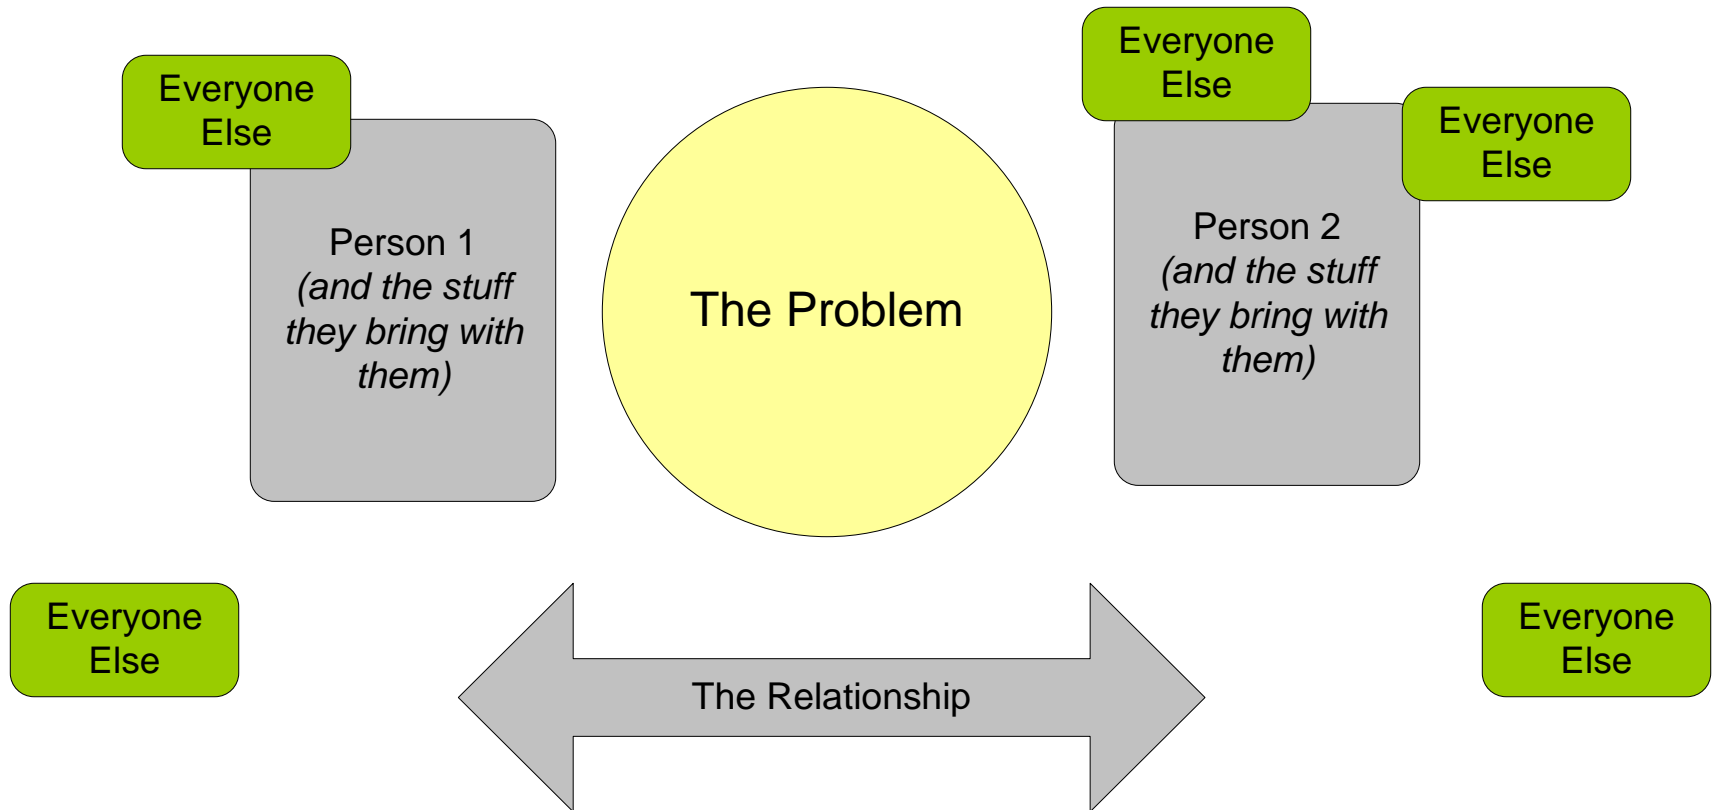 Everyone
Else
Everyone
Else
Everyone
Else
Person 1
(and the stuff
they bring with
them)
The Problem
Person 2
(and the stuff
they bring with
them)
Everyone
Else
The Relationship
Everyone
Else